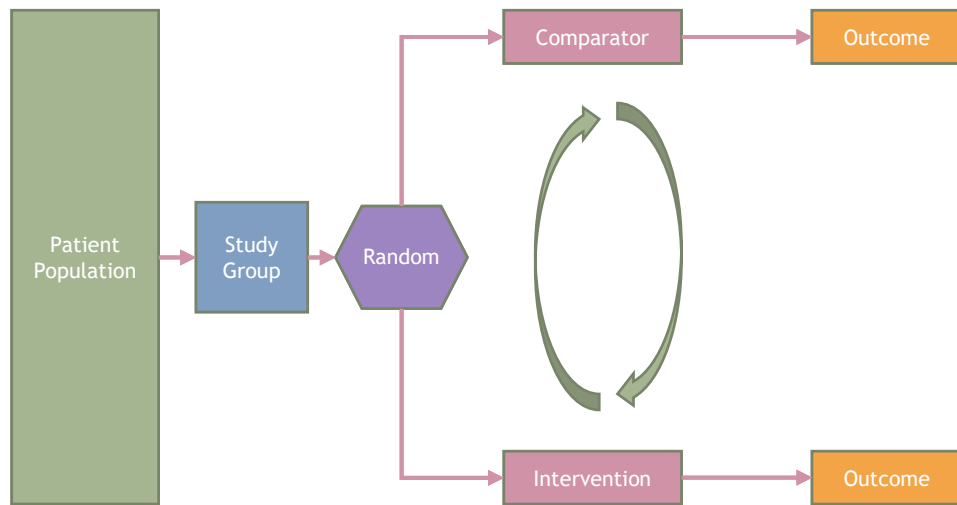 Patient
Population
Study
Group
Random
Comparator
Outcome
Intervention
Outcome